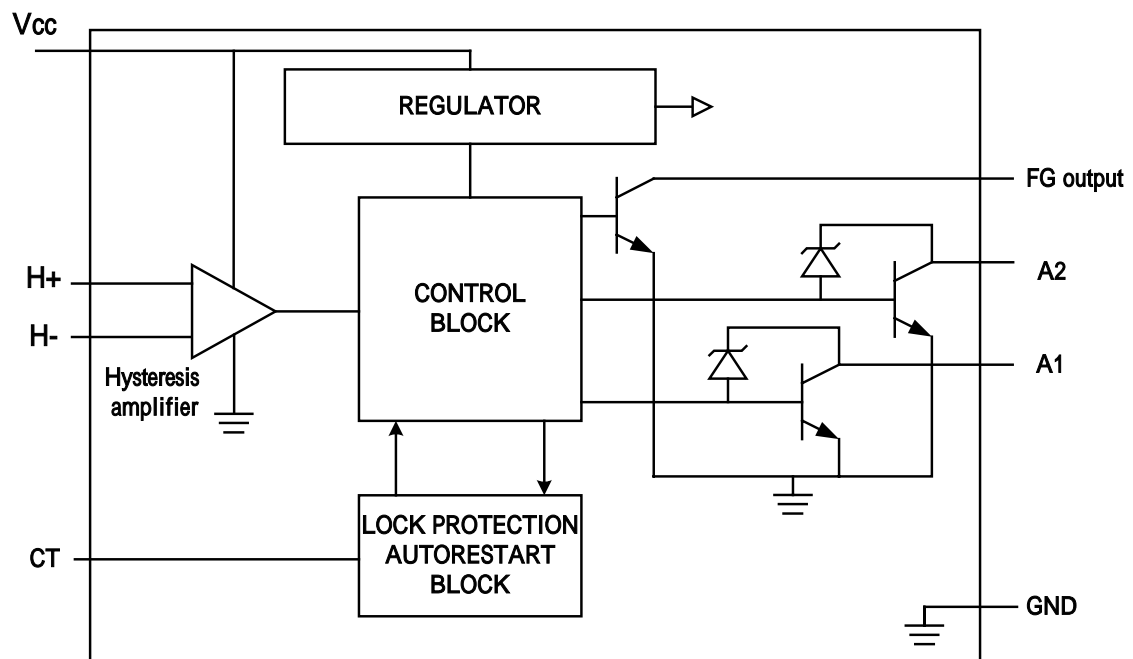 Vcc
REGULATOR
FG output
A2
H+
CONTROL
BLOCK
H-
A1
Hysteresis
amplifier
LOCK PROTECTION
AUTORESTART
BLOCK
CT
GND